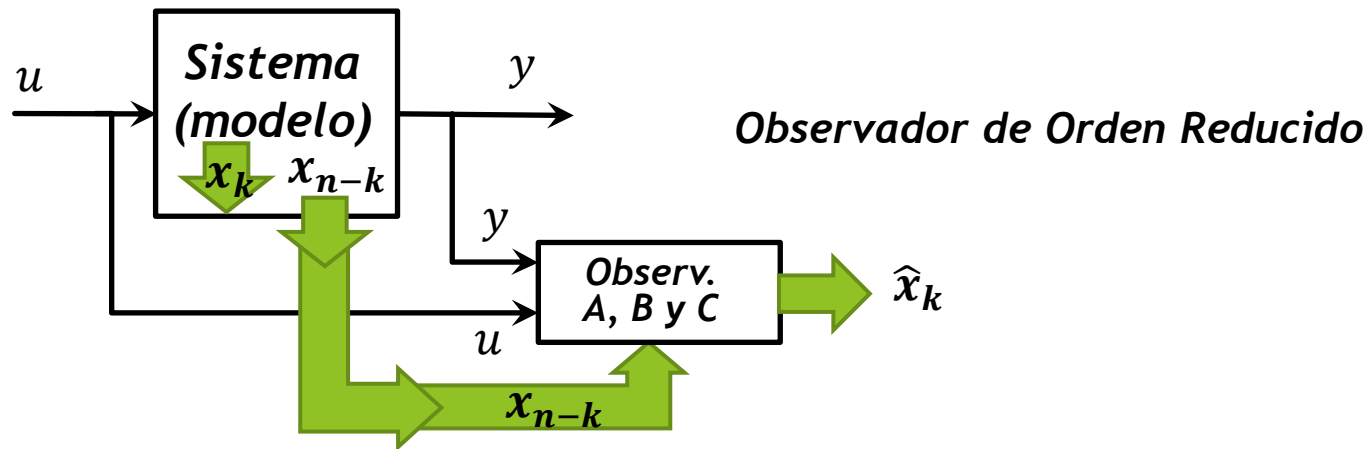 u
Sistema
(modelo)
y
Observador de Orden Reducido
x_k x_{n-k}
y
Observ.
A, B y C
x̂_k
u
x_{n-k}